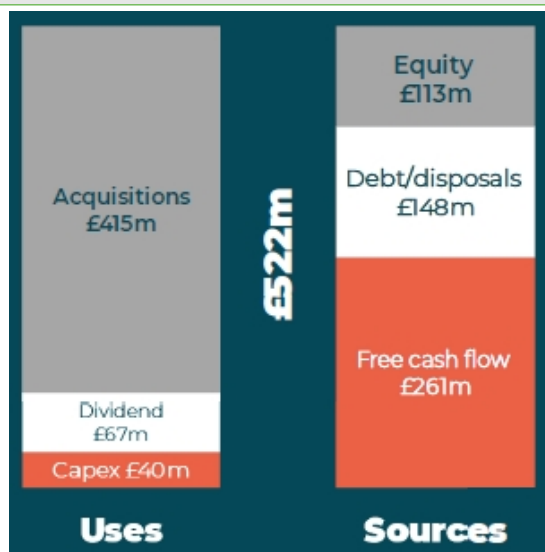 Acquisitions
£415m
Dividend
£67m
Capex £40m
Uses
£522m
Equity
£113m
Debt/disposals
£148m
Free cash flow
£261m
Sources